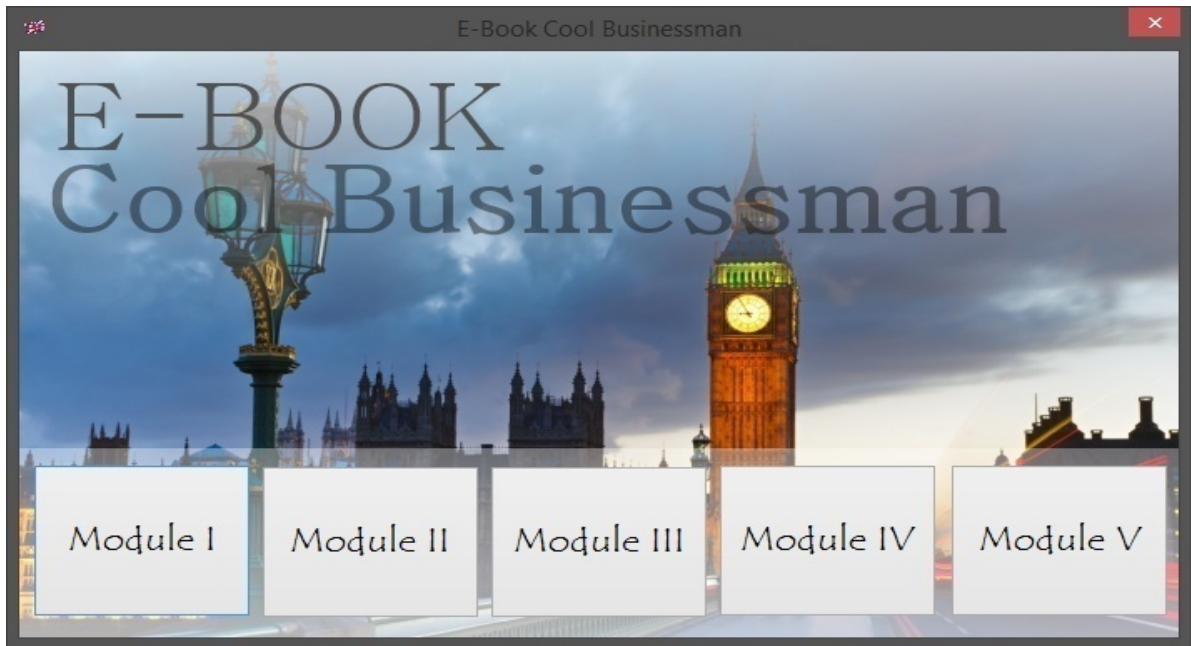 E-Book Cool Businessman
E-BOOK
Cool Businessman
Module I
Module II
Module III
Module IV
Module V